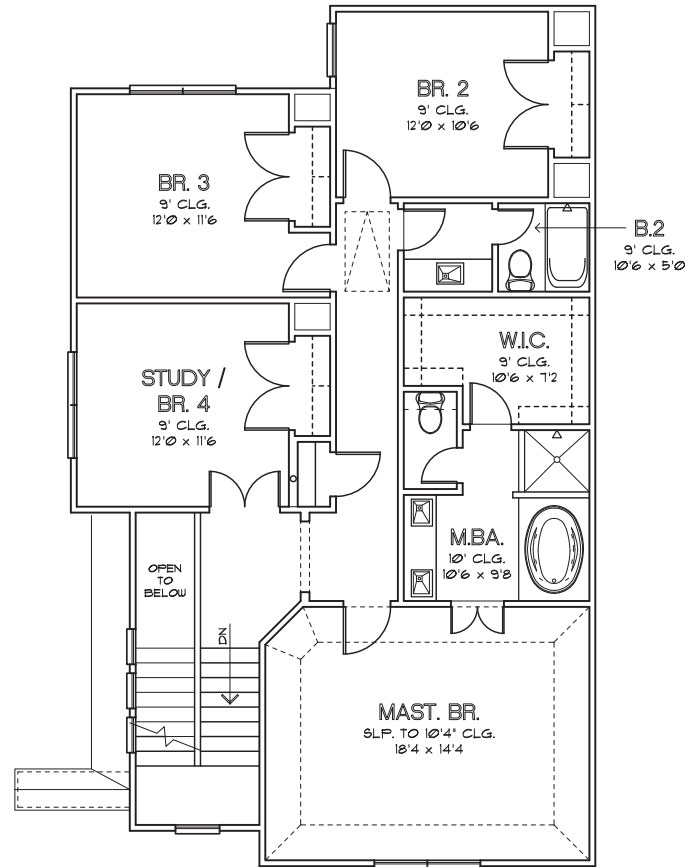 BR. 2
9' CLG.
12'0 x 10'6
BR. 3
9' CLG.
12'0 x 11'6
B.2
9' CLG.
10'6 x 5'0
W.I.C.
9' CLG.
10'6 x 7'2
STUDY /
BR. 4
9' CLG.
12'0 x 11'6
M.BA.
10' CLG.
10'6 x 9'8
OPEN
TO
BELOW
DN
MAST. BR.
SLP. TO 10'4" CLG.
18'4 x 14'4